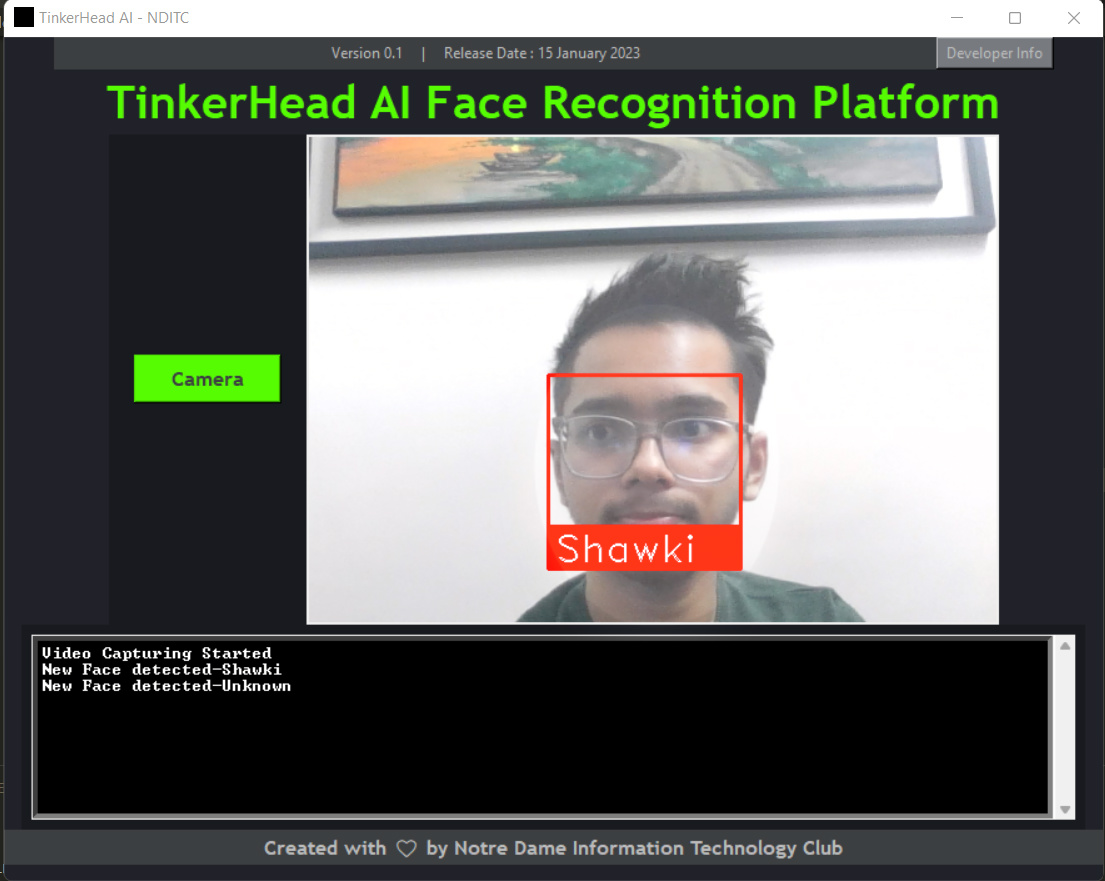 TinkerHead AI - NDITC
Version 0.1 | Release Date : 15 January 2023
Developer Info
TinkerHead AI Face Recognition Platform
Camera
Shawki
Video Capturing Started
New Face detected-Shawki
New Face detected-Unknown
Created with ♡ by Notre Dame Information Technology Club